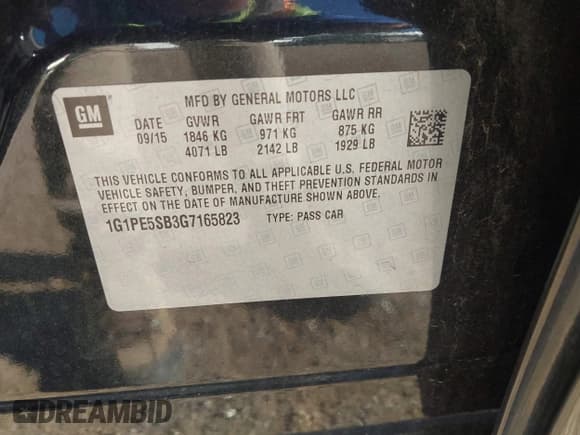 GM
MFD BY GENERAL MOTORS LLC
DATE GVWR GAWR FRT GAWR RR
09/15 1846 KG 971 KG 875 KG
4071 LB 2142 LB 1929 LB
THIS VEHICLE CONFORMS TO ALL APPLICABLE U.S. FEDERAL MOTOR
VEHICLE SAFETY, BUMPER, AND THEFT PREVENTION STANDARDS IN
EFFECT ON THE DATE OF MANUFACTURE SHOWN ABOVE.
1G1PE5SB3G7165823 TYPE: PASS CAR
DREAMBID